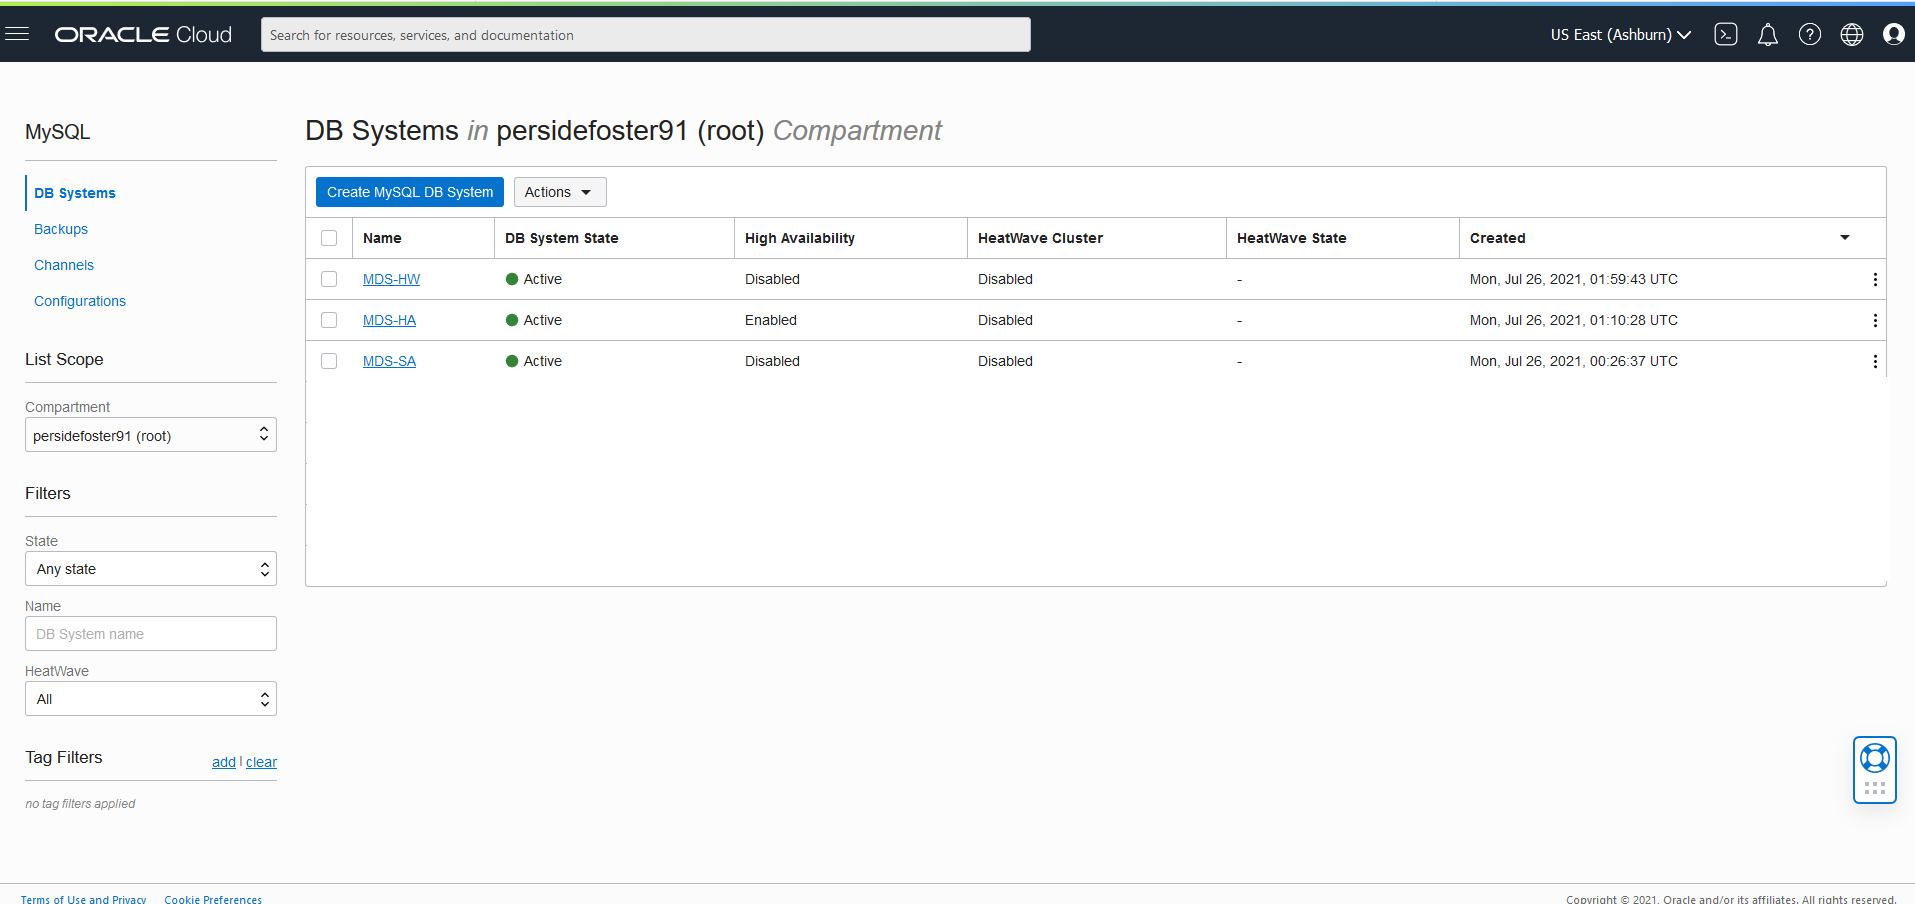 ORACLE Cloud
Search for resources, services, and documentation
US East (Ashburn)
MySQL
DB Systems
Backups
Channels
Configurations
List Scope
Compartment
persidefoster91 (root)
Filters
State
Any state
Name
DB System name
HeatWave
All
Tag Filters
add | clear
no tag filters applied
DB Systems in persidefoster91 (root) Compartment
Create MySQL DB System Actions
Name DB System State High Availability HeatWave Cluster HeatWave State Created
MDS-HW Active Disabled Disabled - Mon, Jul 26, 2021, 01:59:43 UTC
MDS-HA Active Enabled Disabled - Mon, Jul 26, 2021, 01:10:28 UTC
MDS-SA Active Disabled Disabled - Mon, Jul 26, 2021, 00:26:37 UTC
Terms of Use and Privacy Cookie Preferences
Copyright © 2021, Oracle and/or its affiliates. All rights reserved.